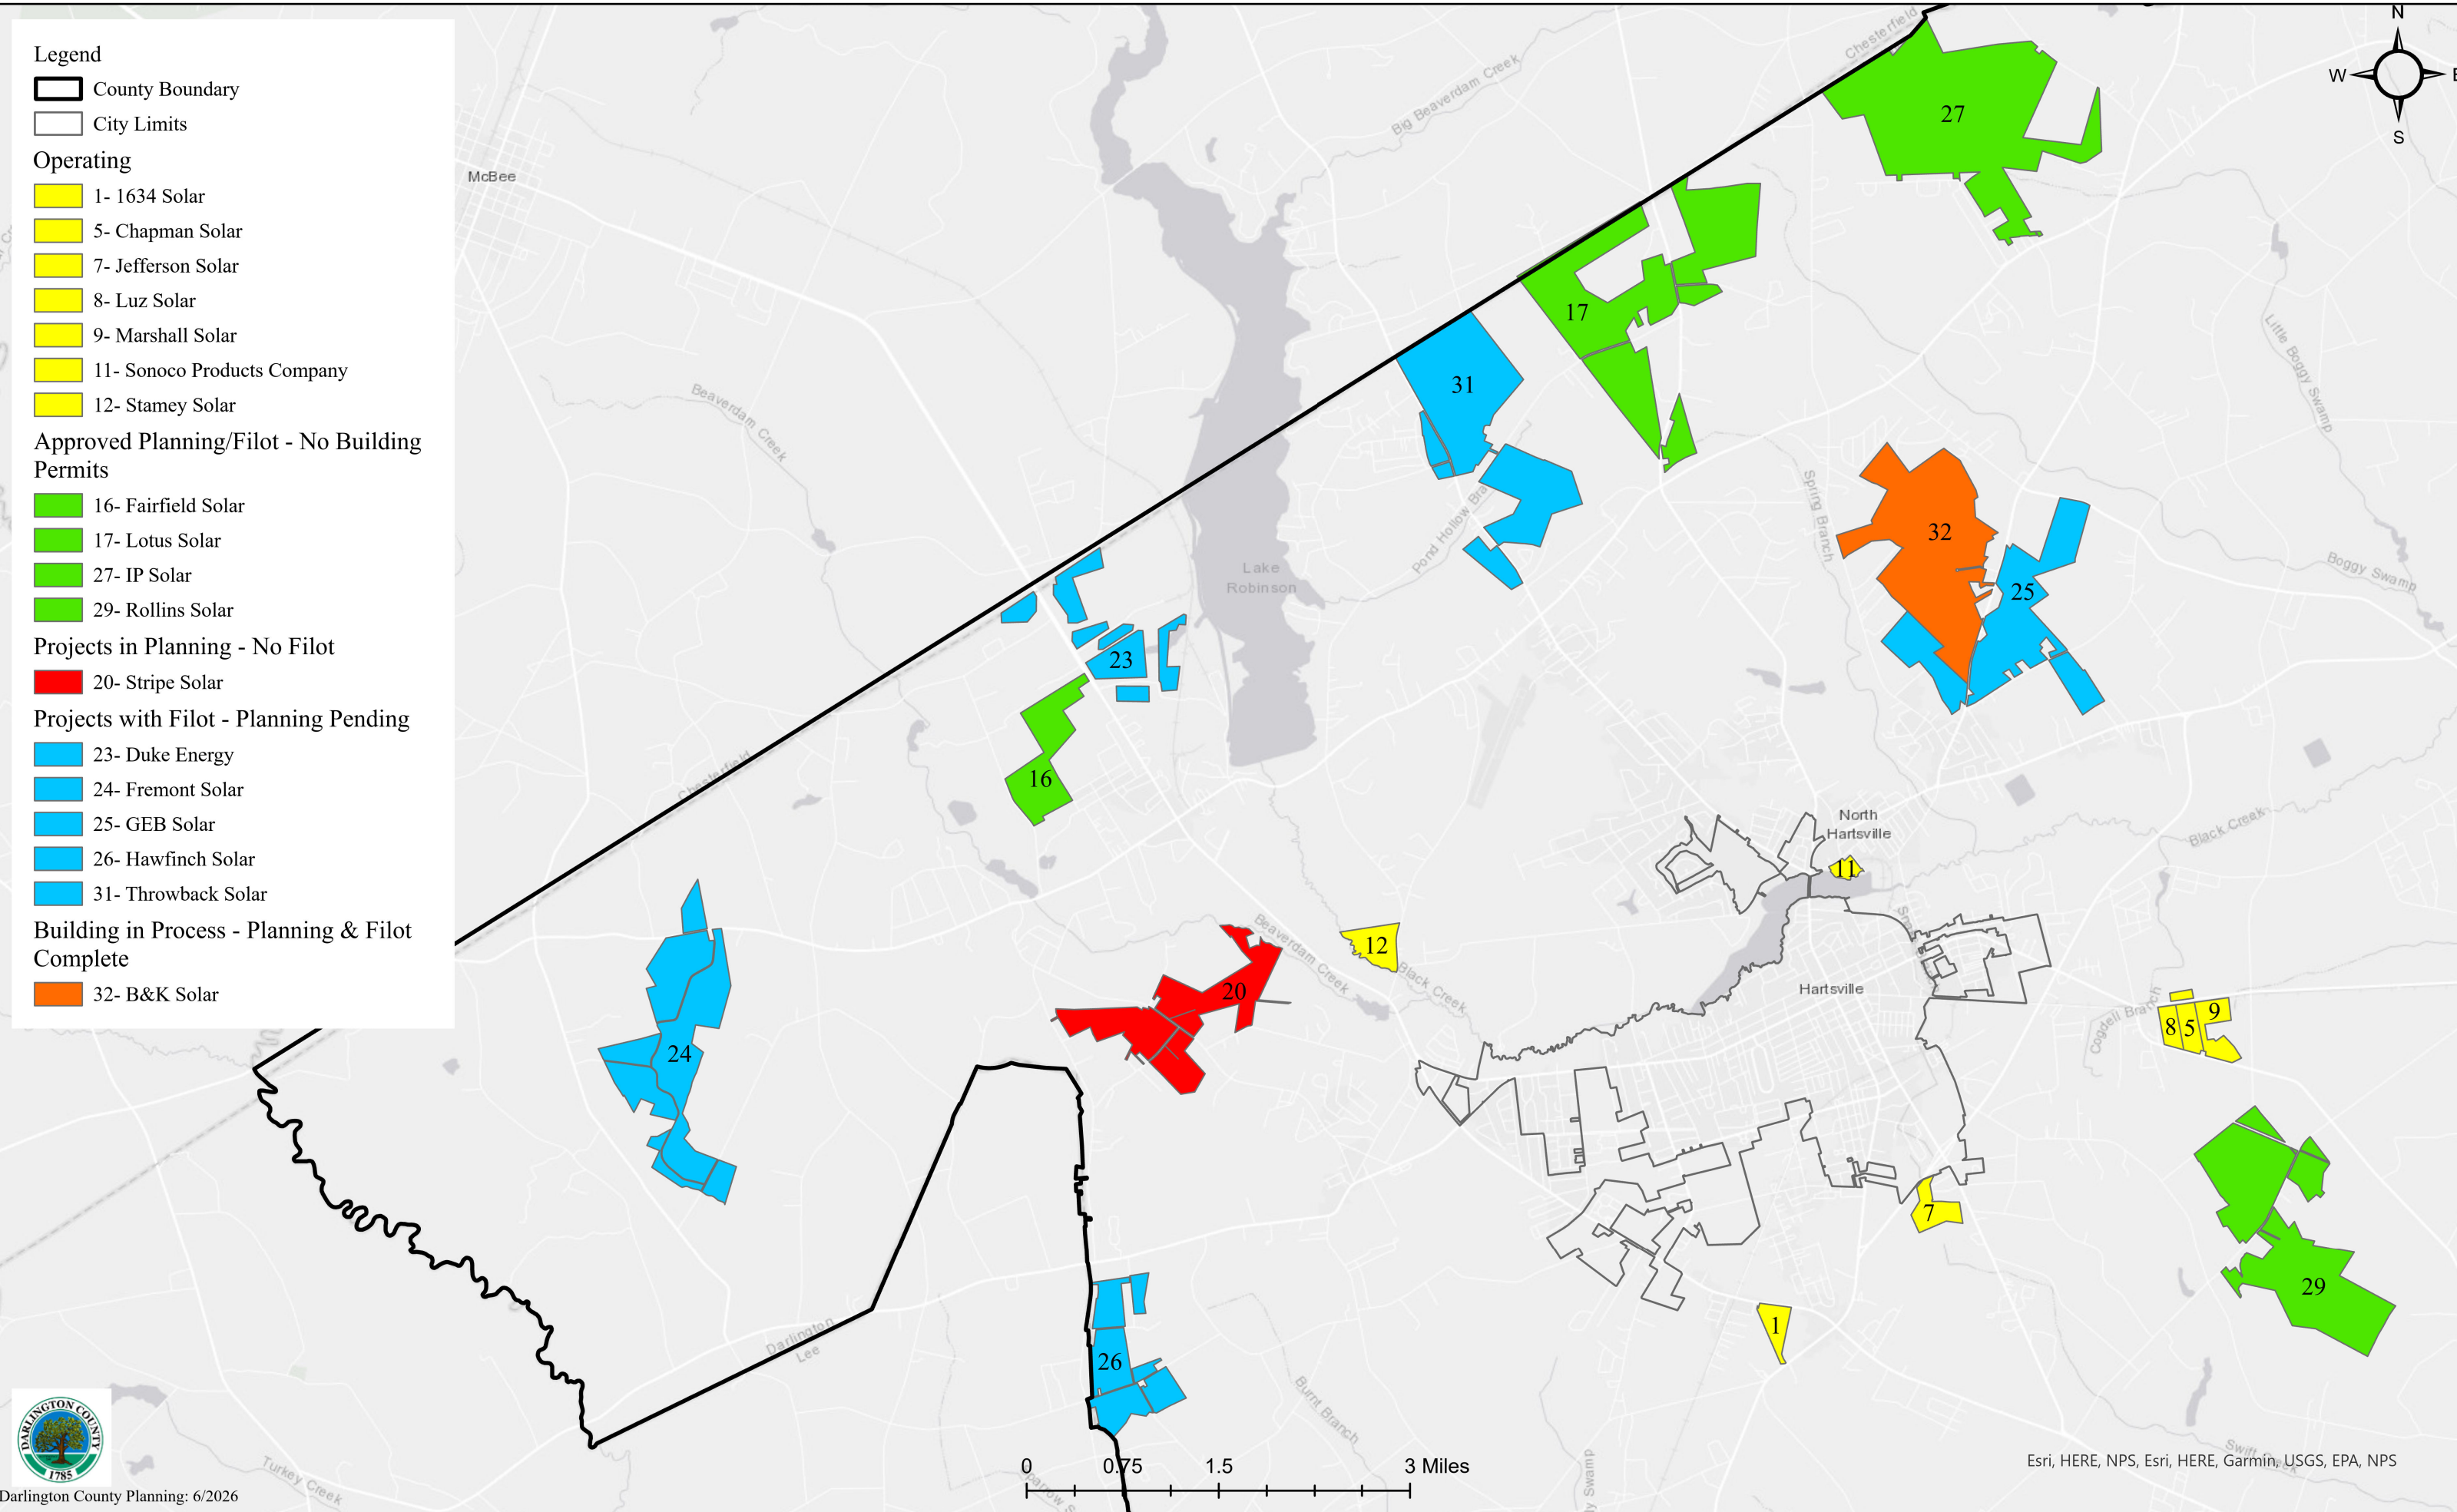 Legend
County Boundary
City Limits
Operating
1- 1634 Solar
5- Chapman Solar
7- Jefferson Solar
8- Luz Solar
9- Marshall Solar
11- Sonoco Products Company
12- Stamey Solar
Approved Planning/Filot - No Building
Permits
16- Fairfield Solar
17- Lotus Solar
27- IP Solar
29- Rollins Solar
Projects in Planning - No Filot
20- Stripe Solar
Projects with Filot - Planning Pending
23- Duke Energy
24- Fremont Solar
25- GEB Solar
26- Hawfinch Solar
31- Throwback Solar
Building in Process - Planning & Filot
Complete
32- B&K Solar
DARLINGTON COUNTY
1785
Darlington County Planning: 6/2026
N
W
E
S
McBee
Big Beaverdam Creek
Chesterfield
27
17
31
Little Boggy Swamp
Beaverdam Creek
Pond Hollow Bra
Spring Branch
32
25
Boggy Swamp
Lake
Robinson
23
16
Chesterfield
North
Hartsville
11
Black Creek
12
Beaverdam Creek
Black Creek
20
Hartsville
24
Cogdell Branch
8
5
9
7
29
1
26
Darlington
Lee
Burnt Branch
Turkey Creek
0
0.75
1.5
3 Miles
Swift Creek
Esri, HERE, NPS, Esri, HERE, Garmin, USGS, EPA, NPS